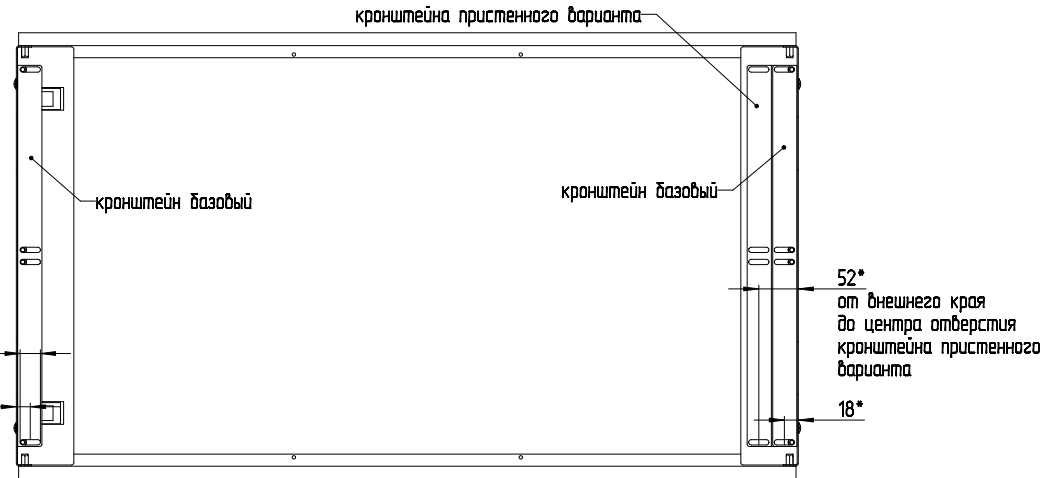 кронштейна пристенного варианта
кронштейн базовый
кронштейн базовый
52*
от внешнего края
до центра отверстия
кронштейна пристенного
варианта
18*